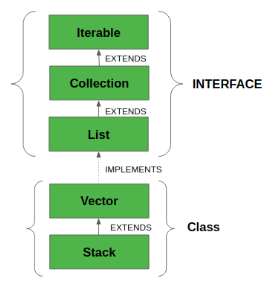 Iterable
EXTENDS
Collection
INTERFACE
EXTENDS
List
IMPLEMENTS
Vector
EXTENDS
Class
Stack